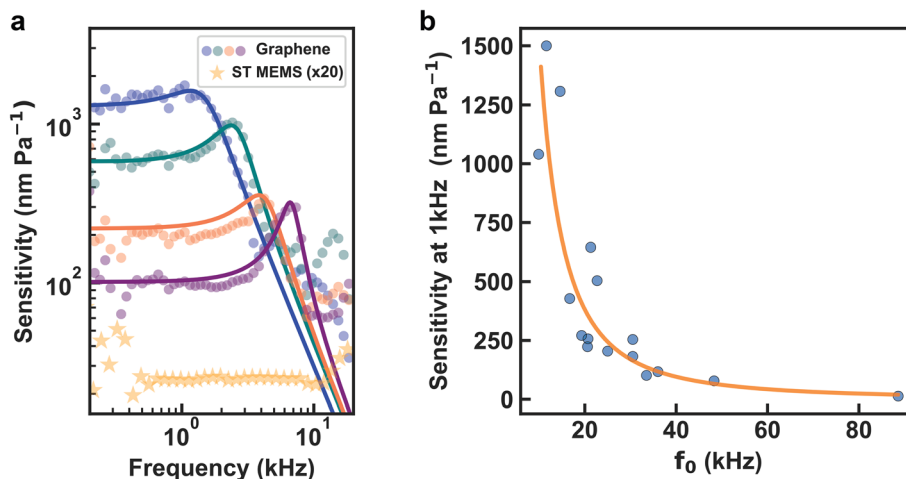 a
Graphene
ST MEMS (x20)
10³
10²
Sensitivity (nm Pa⁻¹)
10⁰
10¹
Frequency (kHz)
b
1500
1250
1000
750
500
250
0
Sensitivity at 1kHz (nm Pa⁻¹)
20
40
60
80
f₀ (kHz)